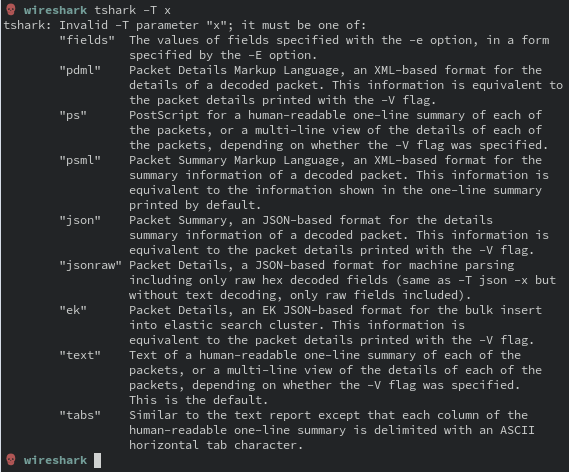 wireshark tshark -T x
tshark: Invalid -T parameter "x"; it must be one of:
"fields" The values of fields specified with the -e option, in a form
specified by the -E option.
"pdml" Packet Details Markup Language, an XML-based format for the
details of a decoded packet. This information is equivalent to
the packet details printed with the -V flag.
"ps" PostScript for a human-readable one-line summary of each of
the packets, or a multi-line view of the details of each of
the packets, depending on whether the -V flag was specified.
"psml" Packet Summary Markup Language, an XML-based format for the
summary information of a decoded packet. This information is
equivalent to the information shown in the one-line summary
printed by default.
"json" Packet Summary, an JSON-based format for the details
summary information of a decoded packet. This information is
equivalent to the packet details printed with the -V flag.
"jsonraw" Packet Details, a JSON-based format for machine parsing
including only raw hex decoded fields (same as -T json -x but
without text decoding, only raw fields included).
"ek" Packet Details, an EK JSON-based format for the bulk insert
into elastic search cluster. This information is
equivalent to the packet details printed with the -V flag.
"text" Text of a human-readable one-line summary of each of the
packets, or a multi-line view of the details of each of the
packets, depending on whether the -V flag was specified.
This is the default.
"tabs" Similar to the text report except that each column of the
human-readable one-line summary is delimited with an ASCII
horizontal tab character.
wireshark